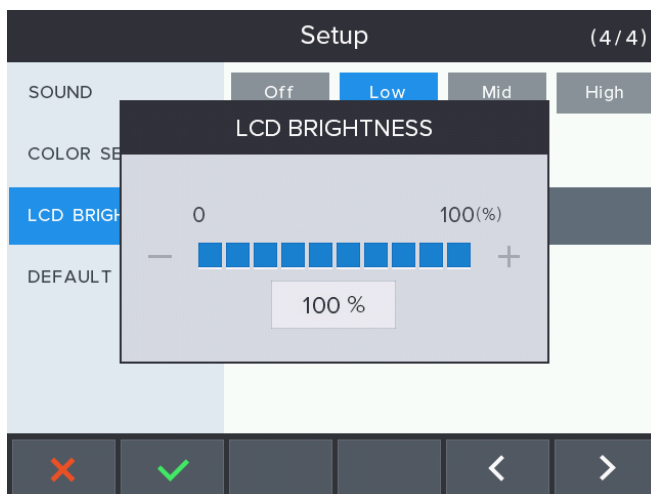 Setup
(4/4)
SOUND
Off
Low
Mid
High
LCD BRIGHTNESS
COLOR SE
LCD BRIGH
0
100(%)
− +
DEFAULT
100 %